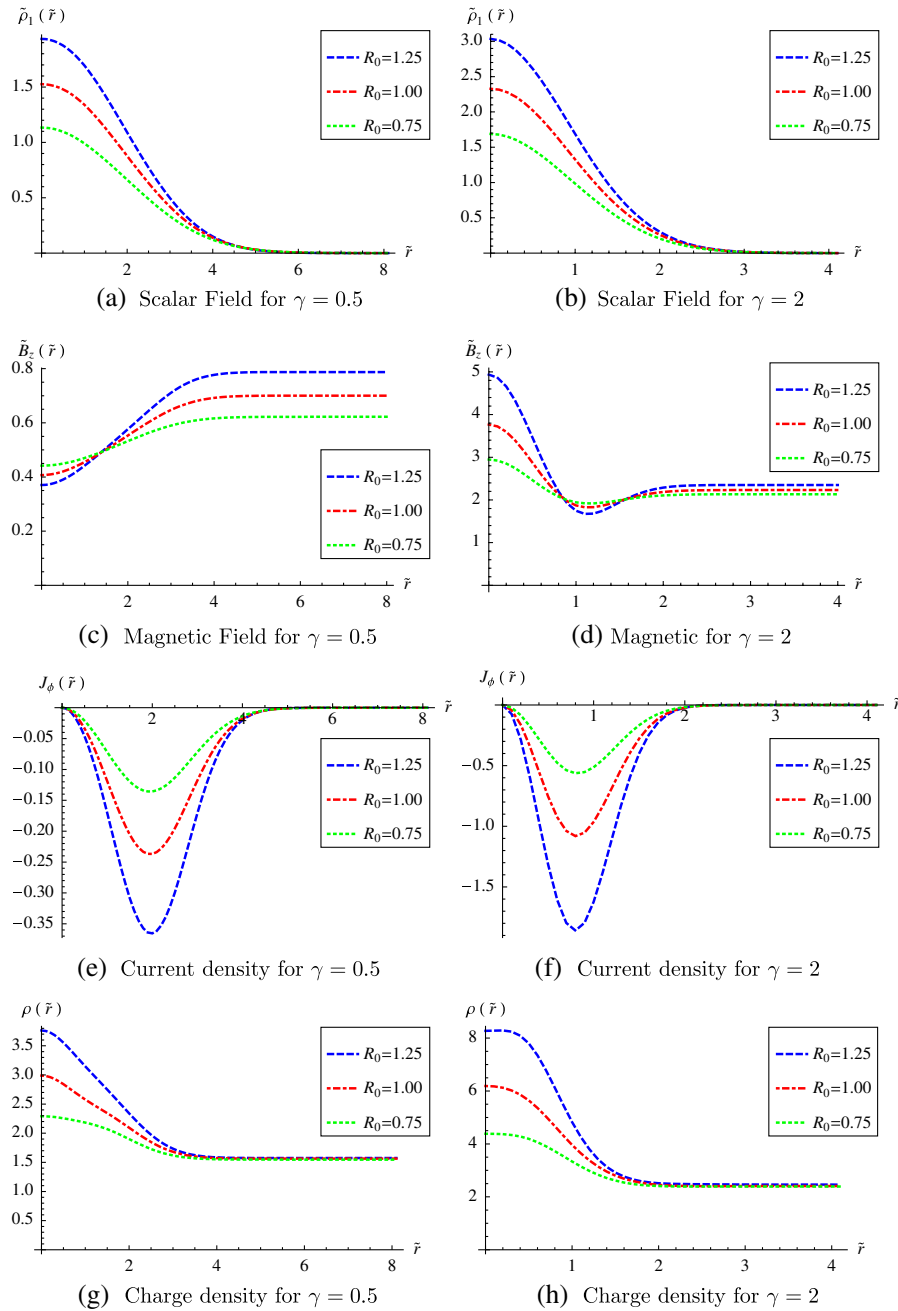 ρ̃₁(r̃)
1.5
1.0
0.5
2 4 6 8 r̃
R₀=1.25
R₀=1.00
R₀=0.75
(a) Scalar Field for γ = 0.5
ρ̃₁(r̃)
3.0
2.5
2.0
1.5
1.0
0.5
1 2 3 4 r̃
R₀=1.25
R₀=1.00
R₀=0.75
(b) Scalar Field for γ = 2
B̃_z(r̃)
0.8
0.6
0.4
0.2
2 4 6 8 r̃
R₀=1.25
R₀=1.00
R₀=0.75
(c) Magnetic Field for γ = 0.5
B̃_z(r̃)
5
4
3
2
1
1 2 3 4 r̃
R₀=1.25
R₀=1.00
R₀=0.75
(d) Magnetic for γ = 2
J_ϕ(r̃)
2 4 6 8 r̃
−0.05
−0.10
−0.15
−0.20
−0.25
−0.30
−0.35
R₀=1.25
R₀=1.00
R₀=0.75
(e) Current density for γ = 0.5
J_ϕ(r̃)
1 2 3 4 r̃
−0.5
−1.0
−1.5
R₀=1.25
R₀=1.00
R₀=0.75
(f) Current density for γ = 2
ρ(r̃)
3.5
3.0
2.5
2.0
1.5
1.0
0.5
2 4 6 8 r̃
R₀=1.25
R₀=1.00
R₀=0.75
(g) Charge density for γ = 0.5
ρ(r̃)
8
6
4
2
1 2 3 4 r̃
R₀=1.25
R₀=1.00
R₀=0.75
(h) Charge density for γ = 2